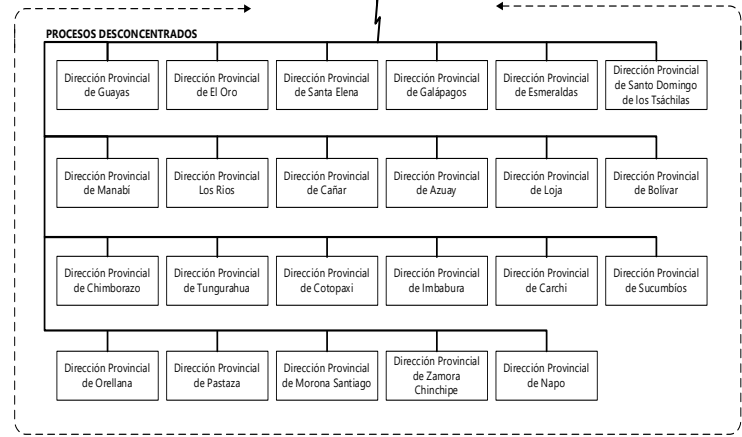 PROCESOS DESCONCENTRADOS
Dirección Provincial
de Guayas
Dirección Provincial
de El Oro
Dirección Provincial
de Santa Elena
Dirección Provincial
de Galápagos
Dirección Provincial
de Esmeraldas
Dirección Provincial
de Santo Domingo
de los Tsáchilas
Dirección Provincial
de Manabí
Dirección Provincial
Los Rios
Dirección Provincial
de Cañar
Dirección Provincial
de Azuay
Dirección Provincial
de Loja
Dirección Provincial
de Bolívar
Dirección Provincial
de Chimborazo
Dirección Provincial
de Tungurahua
Dirección Provincial
de Cotopaxi
Dirección Provincial
de Imbabura
Dirección Provincial
de Carchi
Dirección Provincial
de Sucumbíos
Dirección Provincial
de Orellana
Dirección Provincial
de Pastaza
Dirección Provincial
de Morona Santiago
Dirección Provincial
de Zamora
Chinchipe
Dirección Provincial
de Napo